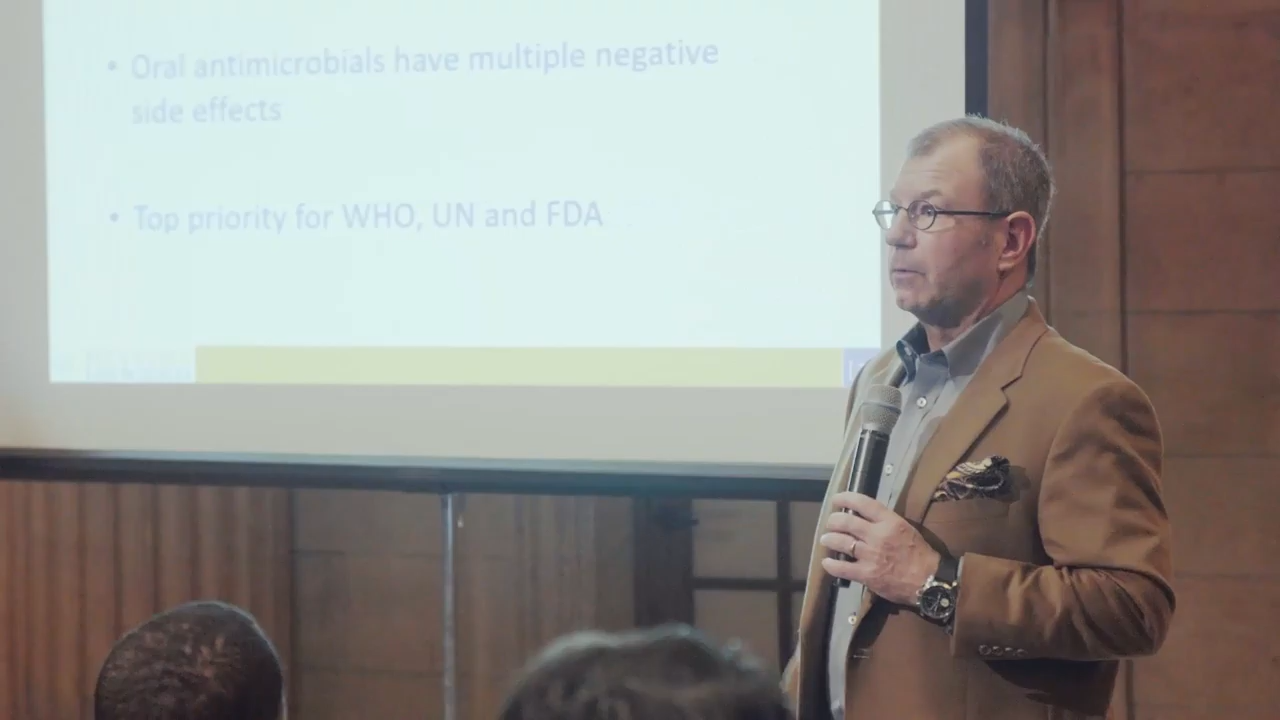 • Oral antimicrobials have multiple negative
side effects
• Top priority for WHO, UN and FDA